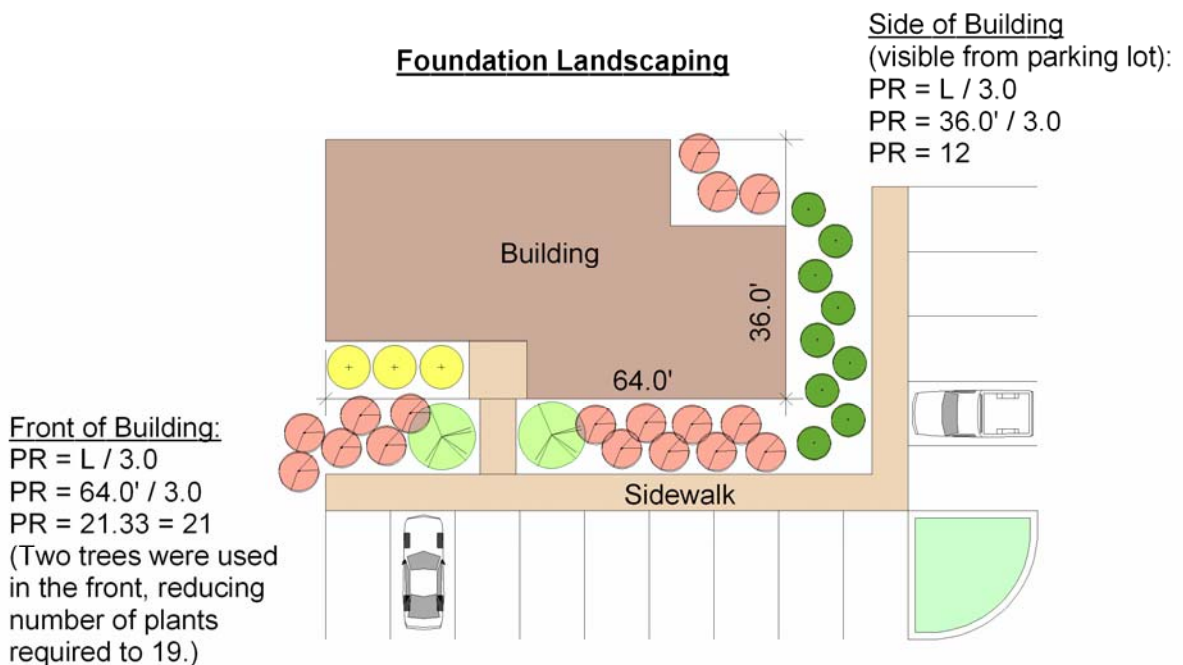 Foundation Landscaping
Side of Building
(visible from parking lot):
PR = L / 3.0
PR = 36.0' / 3.0
PR = 12
Building
36.0'
64.0'
Front of Building:
PR = L / 3.0
PR = 64.0' / 3.0
PR = 21.33 = 21
(Two trees were used
in the front, reducing
number of plants
required to 19.)
Sidewalk